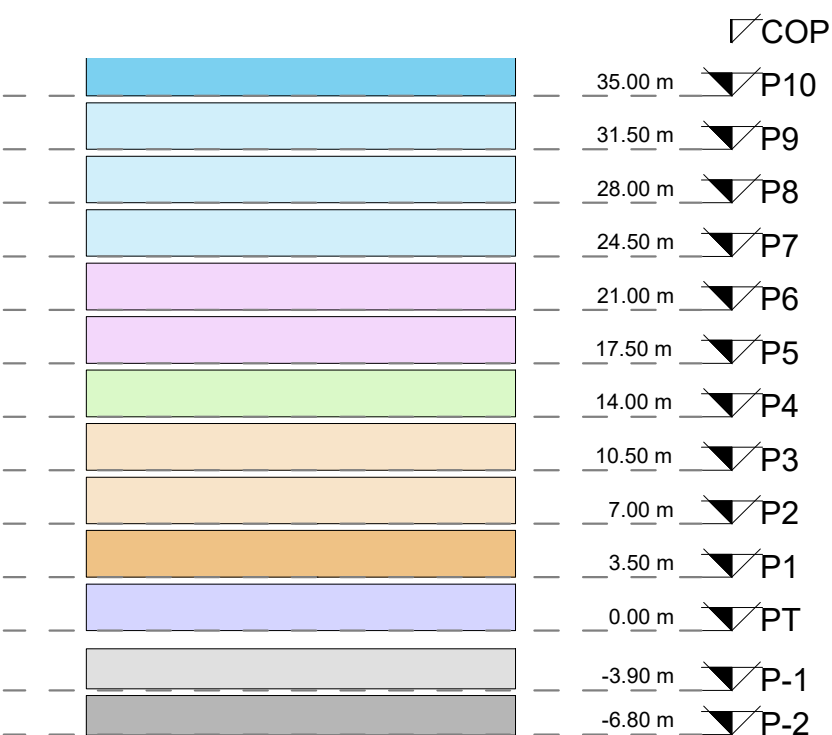 COP
35.00 m P10
31.50 m P9
28.00 m P8
24.50 m P7
21.00 m P6
17.50 m P5
14.00 m P4
10.50 m P3
7.00 m P2
3.50 m P1
0.00 m PT
-3.90 m P-1
-6.80 m P-2